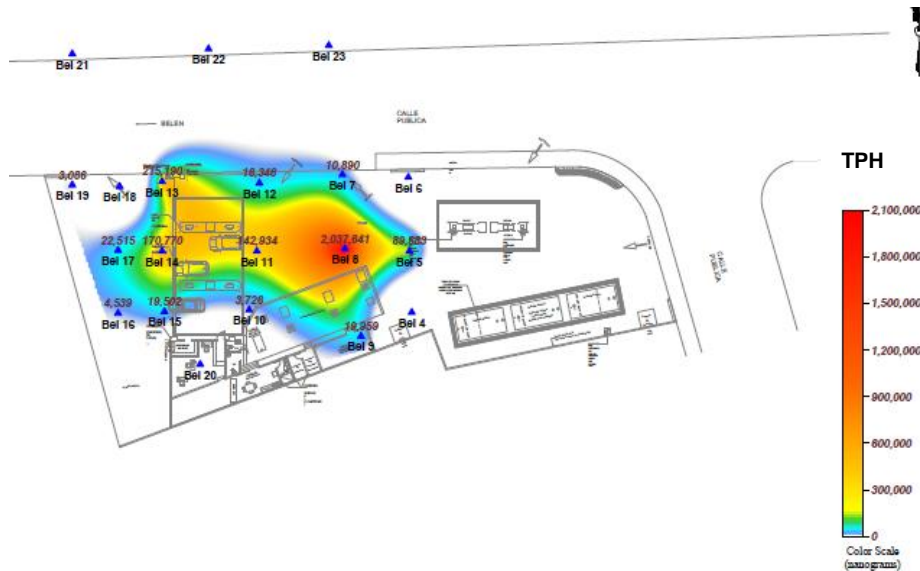 Bel 21
Bel 22
Bel 23
CALLE
PUBLICA
BELEN
TPH
3,086
215,190
18,346
10,890
Bel 19
Bel 18
Bel 13
Bel 12
Bel 7
Bel 6
2,100,000
1,800,000
1,500,000
1,200,000
900,000
600,000
300,000
0
22,515
170,770
142,934
2,037,641
89,883
Bel 17
Bel 14
Bel 11
Bel 8
Bel 5
CALLE
PUBLICA
4,539
19,502
3,726
Bel 16
Bel 15
Bel 10
Bel 4
19,959
Bel 9
Bel 20
Color Scale
(nanograms)